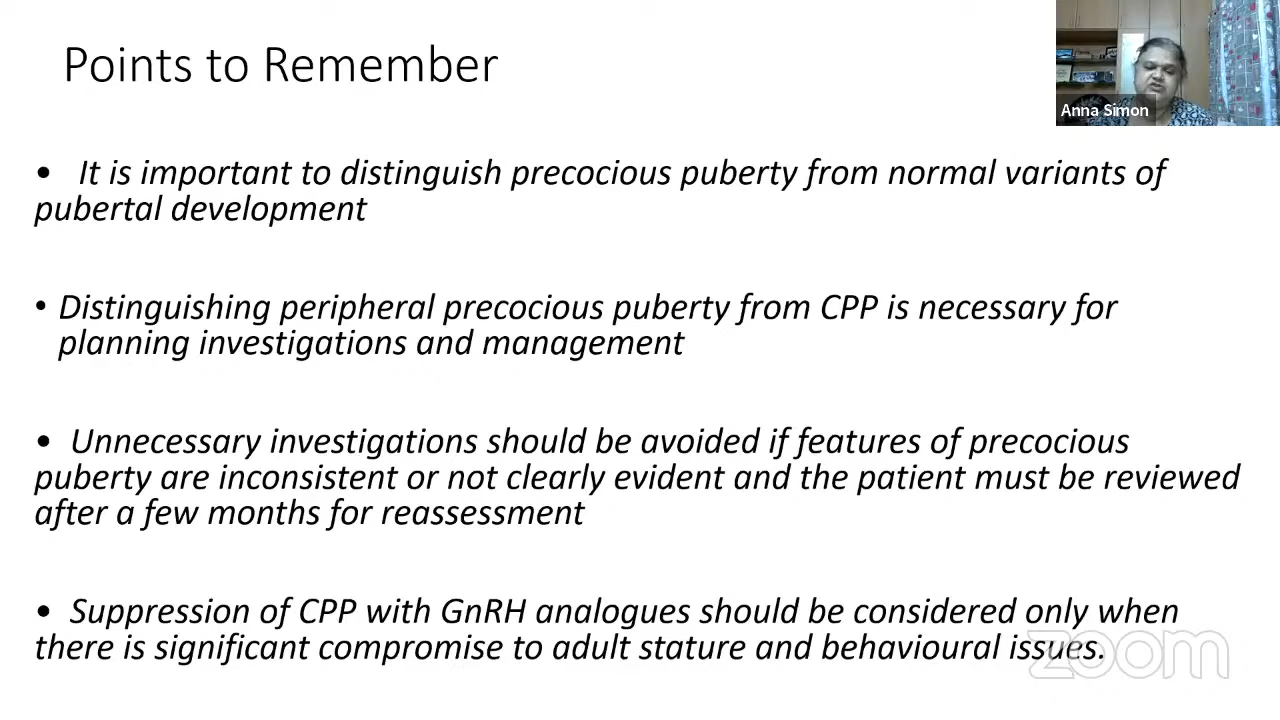 Points to Remember
Anna Simon
• It is important to distinguish precocious puberty from normal variants of
pubertal development
• Distinguishing peripheral precocious puberty from CPP is necessary for
planning investigations and management
• Unnecessary investigations should be avoided if features of precocious
puberty are inconsistent or not clearly evident and the patient must be reviewed
after a few months for reassessment
• Suppression of CPP with GnRH analogues should be considered only when
there is significant compromise to adult stature and behavioural issues.
zoom